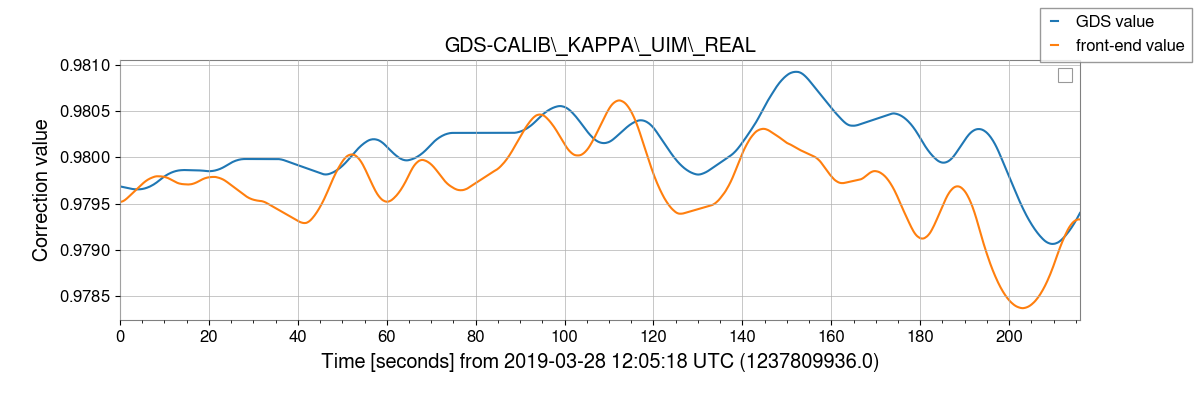 GDS value
front-end value
GDS-CALIB\_KAPPA\_UIM\_REAL
0.9810
0.9805
0.9800
0.9795
0.9790
0.9785
Correction value
0 20 40 60 80 100 120 140 160 180 200
Time [seconds] from 2019-03-28 12:05:18 UTC (1237809936.0)